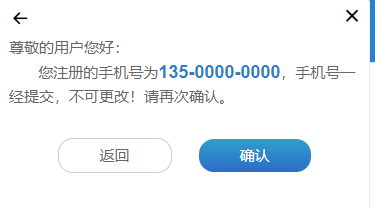 尊敬的用户您好：
您注册的手机号为135-0000-0000，手机号一
经提交，不可更改！请再次确认。
返回 确认